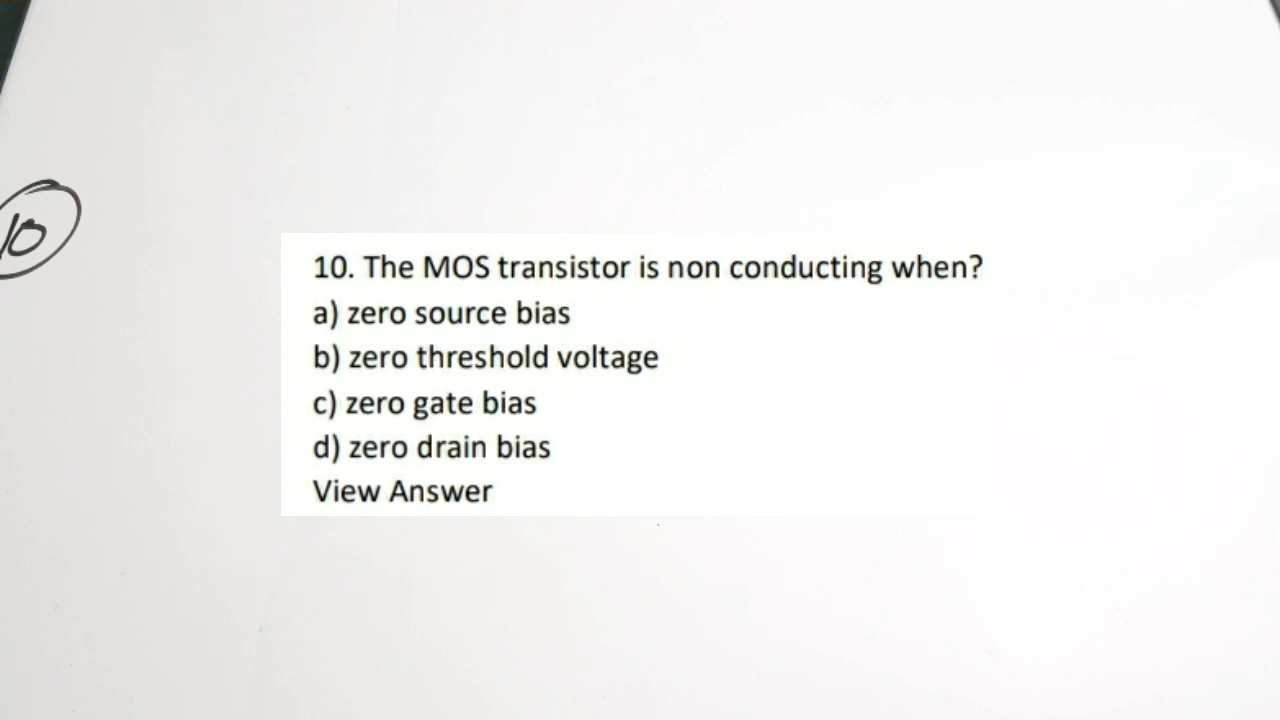 10
10. The MOS transistor is non conducting when?
a) zero source bias
b) zero threshold voltage
c) zero gate bias
d) zero drain bias
View Answer